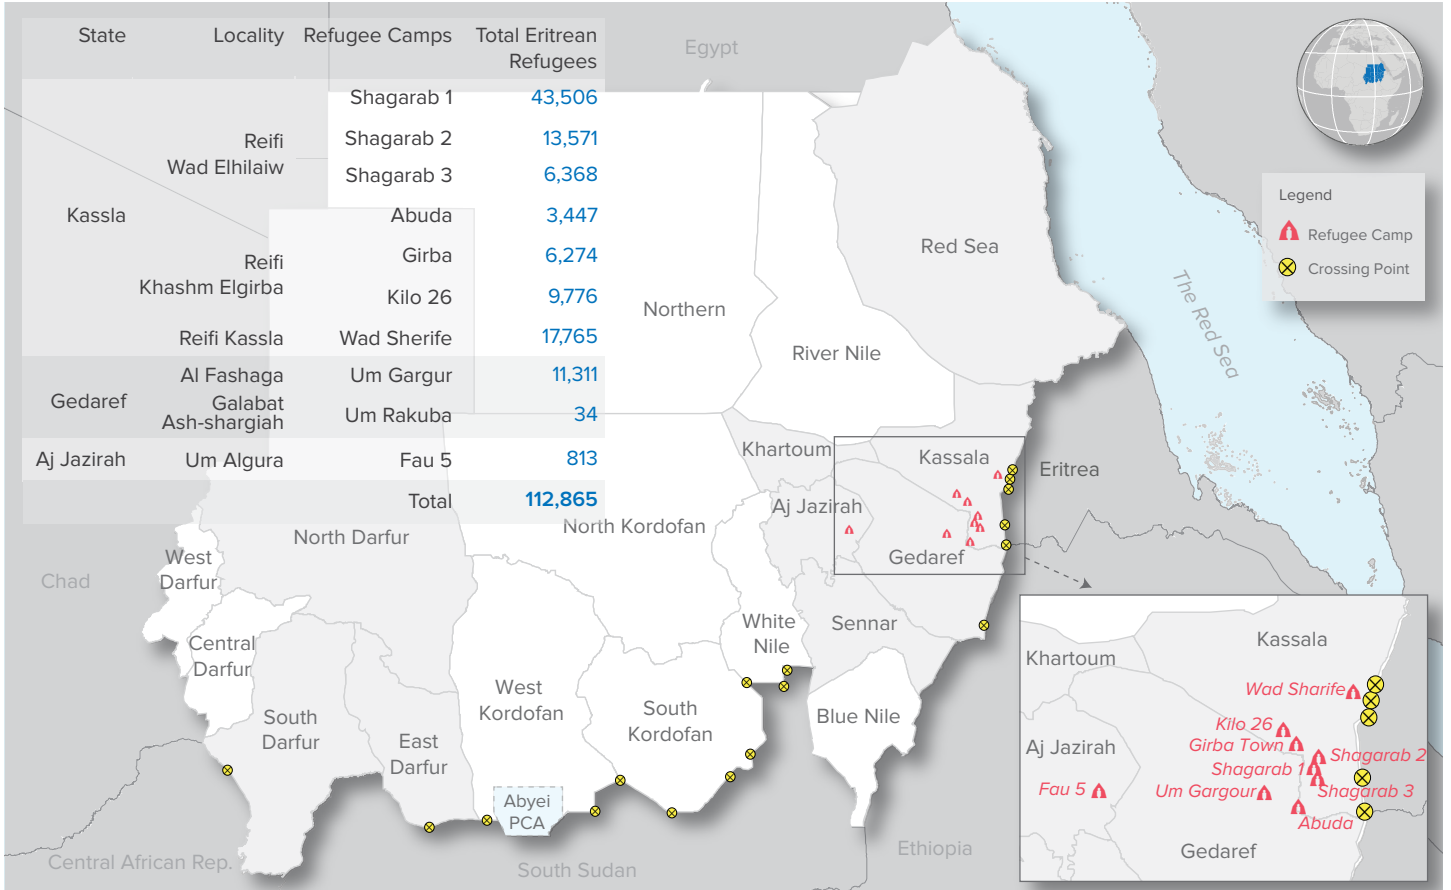 State Locality Refugee Camps Total Eritrean
Refugees
Shagarab 1 43,506
Reifi
Wad Elhilaiw
Shagarab 2 13,571
Shagarab 3 6,368
Kassla
Abuda 3,447
Reifi
Khashm Elgirba
Girba 6,274
Kilo 26 9,776
Reifi Kassla Wad Sherife 17,765
Gedaref
Al Fashaga Um Gargur 11,311
Galabat
Ash-shargiah
Um Rakuba 34
Aj Jazirah Um Algura Fau 5 813
Total 112,865
Egypt
Red Sea
The Red Sea
Legend
Refugee Camp
Crossing Point
Northern
River Nile
Khartoum
Kassala
Eritrea
Aj Jazirah
North Kordofan
North Darfur
Gedaref
West
Darfur
Chad
Central
Darfur
White
Nile
Sennar
West
Kordofan
South
Kordofan
Blue Nile
South
Darfur
East
Darfur
Abyei
PCA
Central African Rep.
South Sudan
Ethiopia
Kassala
Khartoum
Wad Sharife
Kilo 26
Girba Town
Aj Jazirah
Shagarab 2
Shagarab 1
Fau 5
Um Gargour
Shagarab 3
Abuda
Gedaref